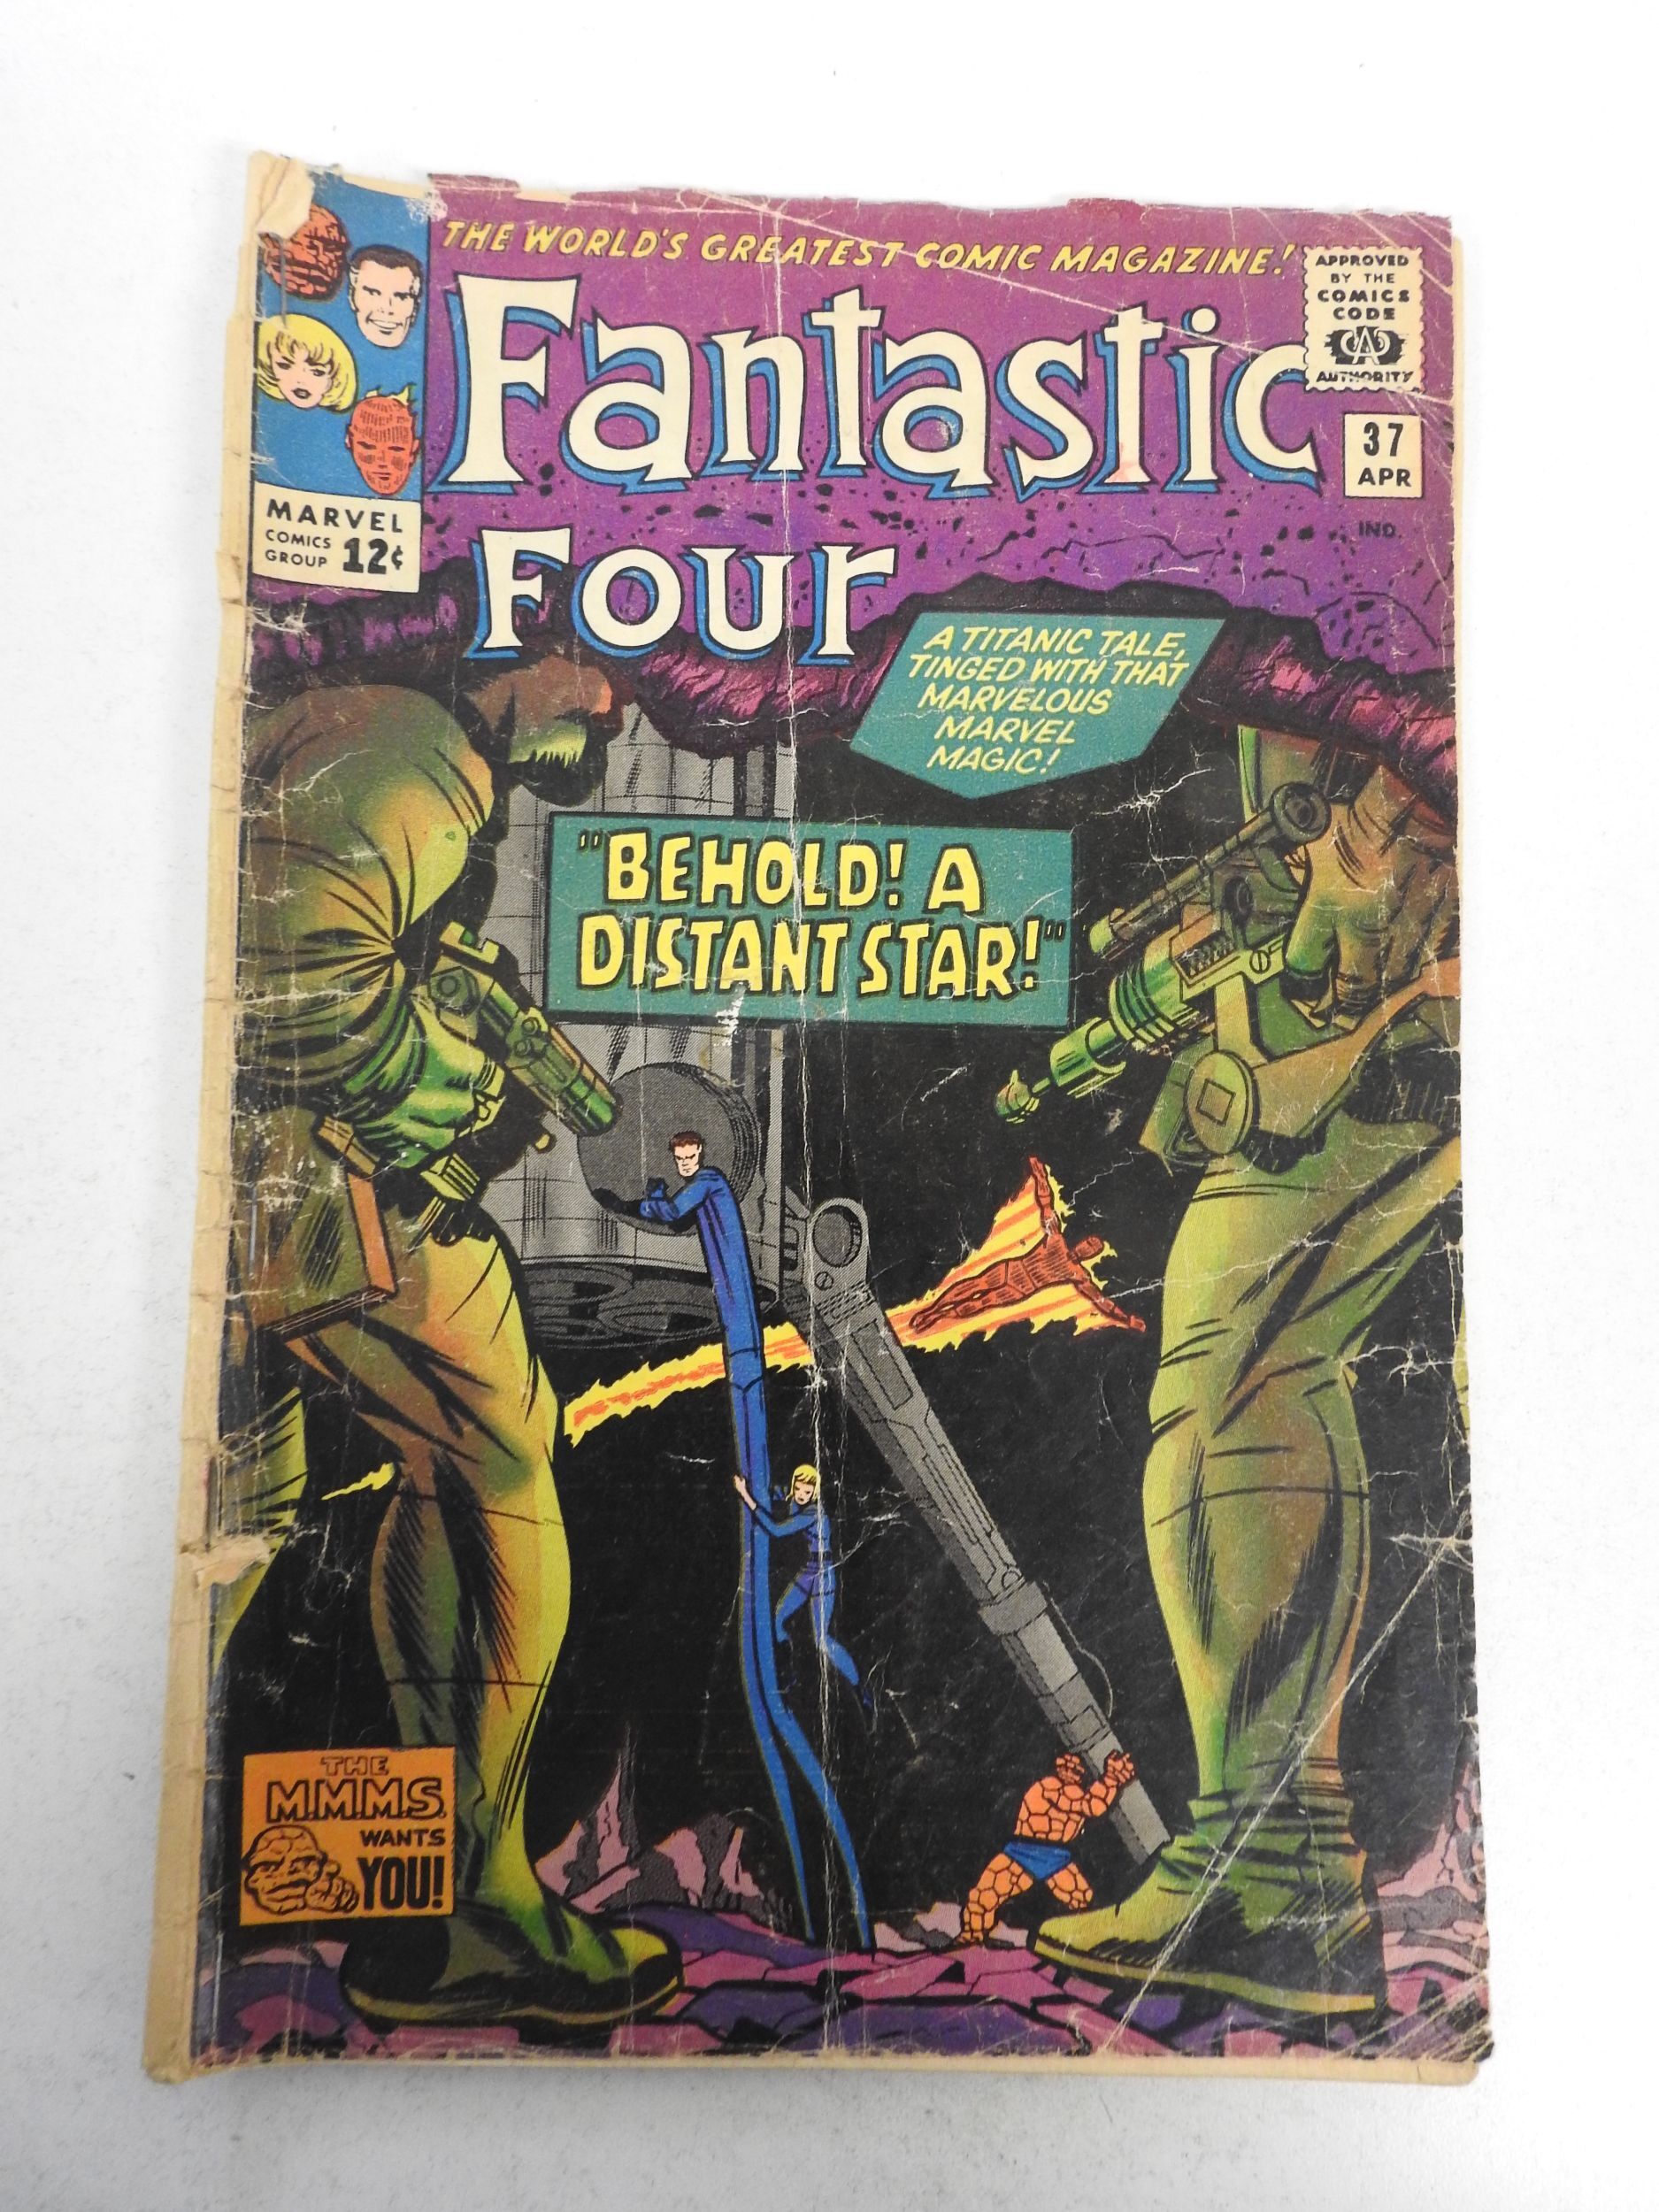 THE WORLD'S GREATEST COMIC MAGAZINE!
Fantastic
Four
APPROVED
BY THE
COMICS
CODE
CA
AUTHORITY
37
APR
IND.
MARVEL
COMICS
GROUP 12¢
A TITANIC TALE,
TINGED WITH THAT
MARVELOUS
MARVEL
MAGIC!
"BEHOLD! A
DISTANT STAR!"
THE
M.M.M.S.
WANTS
YOU!